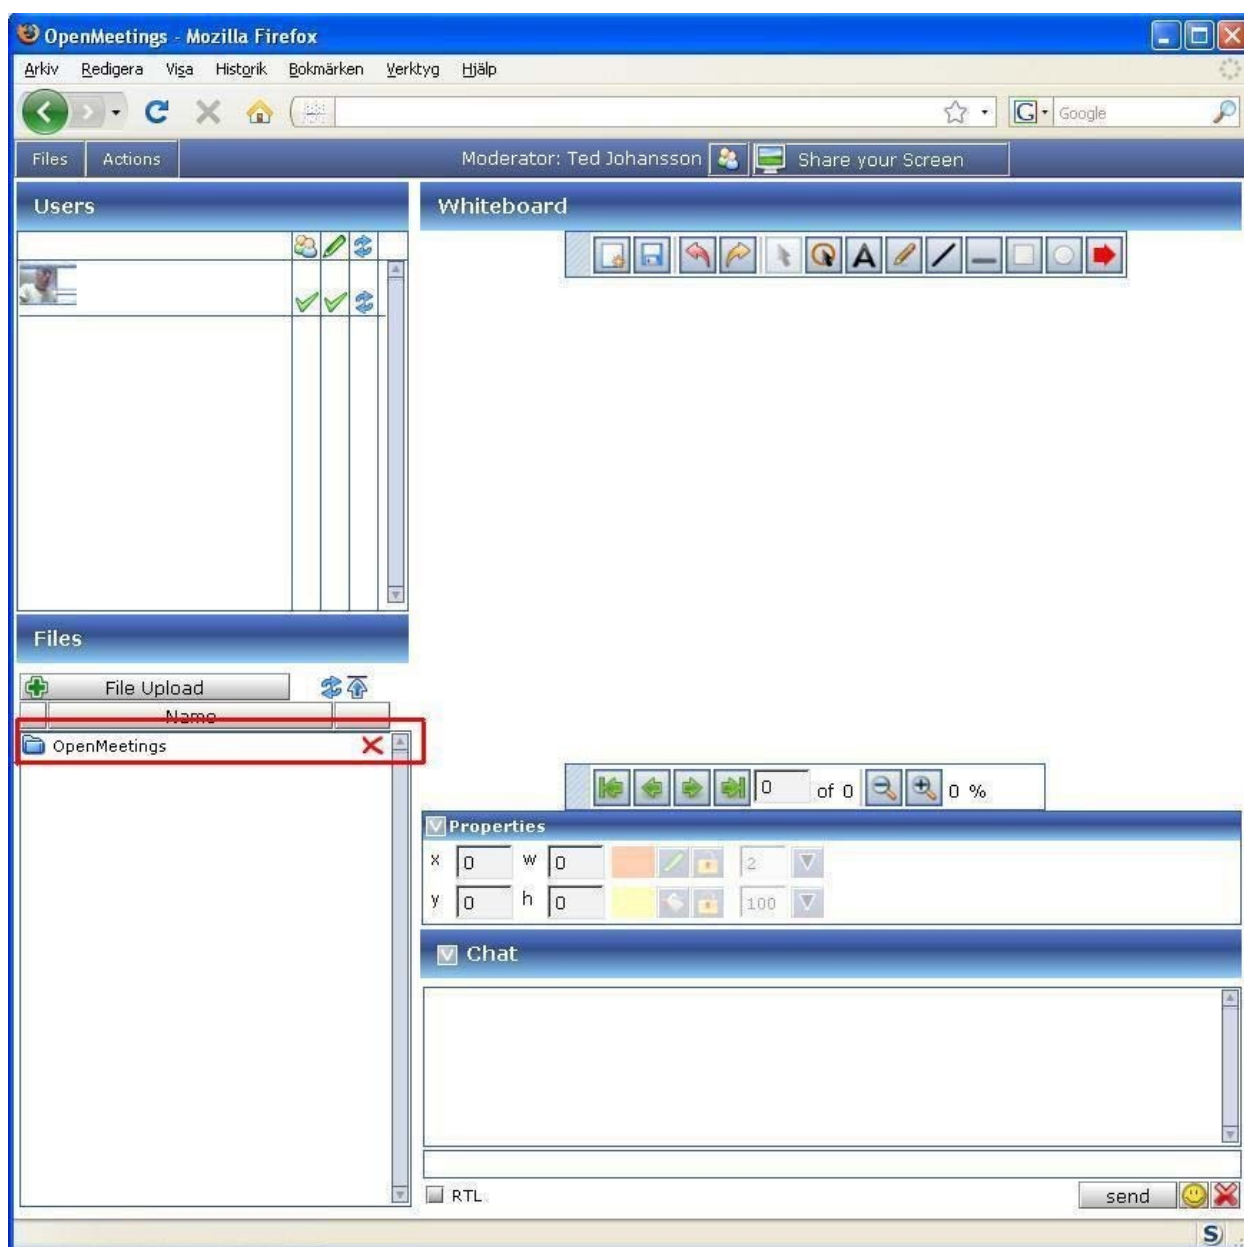 OpenMeetings - Mozilla Firefox
Arkiv Redigera Visa Historik Bokmärken Verktyg Hjälp
G Google
Files Actions Moderator: Ted Johansson Share your Screen
Users Whiteboard
A
Files
File Upload
Name
OpenMeetings
0 of 0 0 %
Properties
x 0 w 0 2
y 0 h 0 100
Chat
RTL send
S